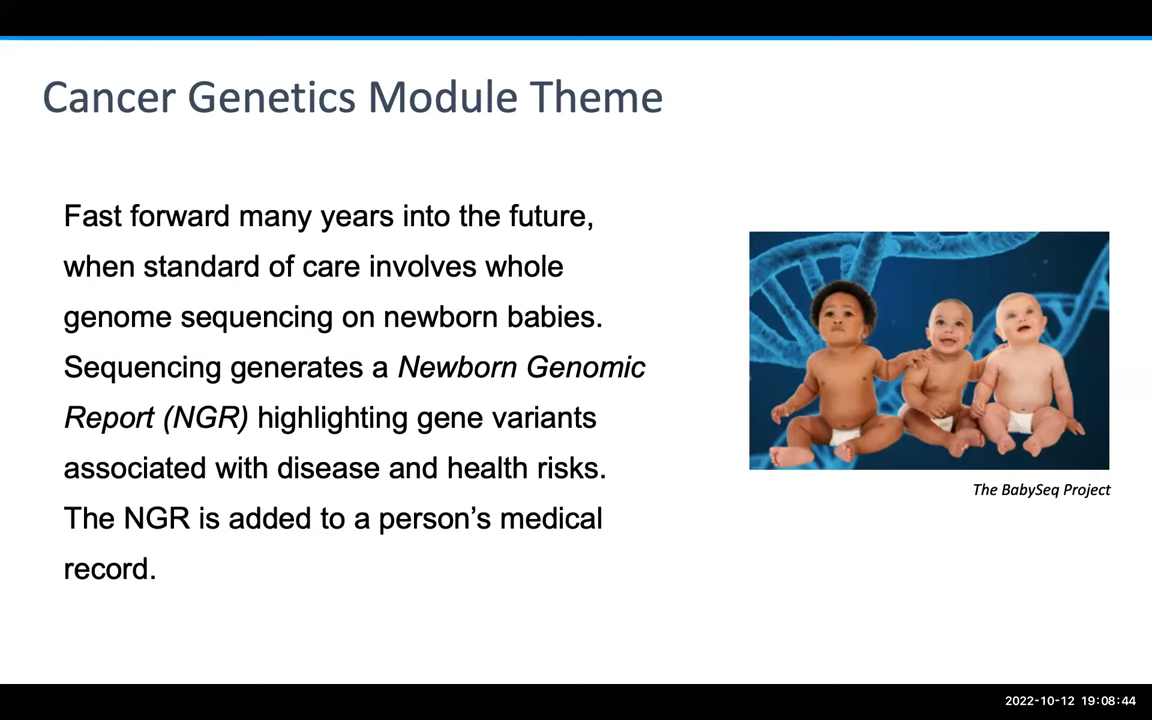 Cancer Genetics Module Theme
Fast forward many years into the future,
when standard of care involves whole
genome sequencing on newborn babies.
Sequencing generates a Newborn Genomic
Report (NGR) highlighting gene variants
associated with disease and health risks.
The NGR is added to a person’s medical
record.
The BabySeq Project
2022-10-12 19:08:44